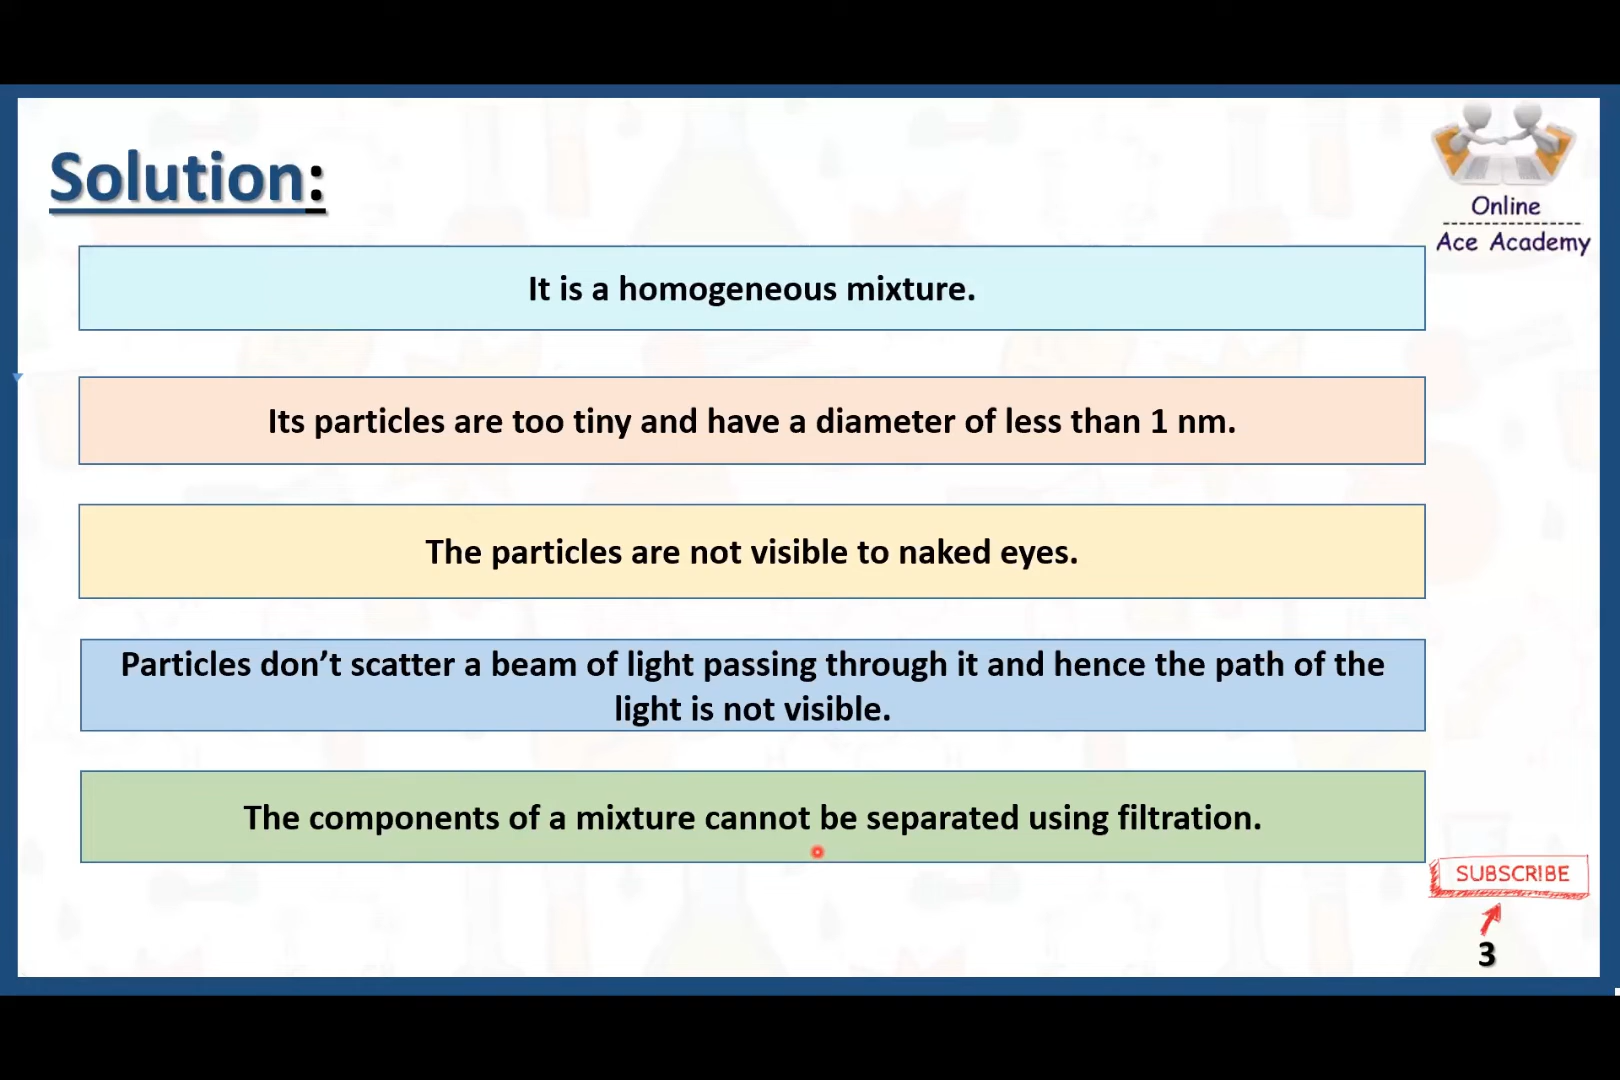 Solution:
Online
Ace Academy
It is a homogeneous mixture.
Its particles are too tiny and have a diameter of less than 1 nm.
The particles are not visible to naked eyes.
Particles don’t scatter a beam of light passing through it and hence the path of the
light is not visible.
The components of a mixture cannot be separated using filtration.
SUBSCRIBE
3